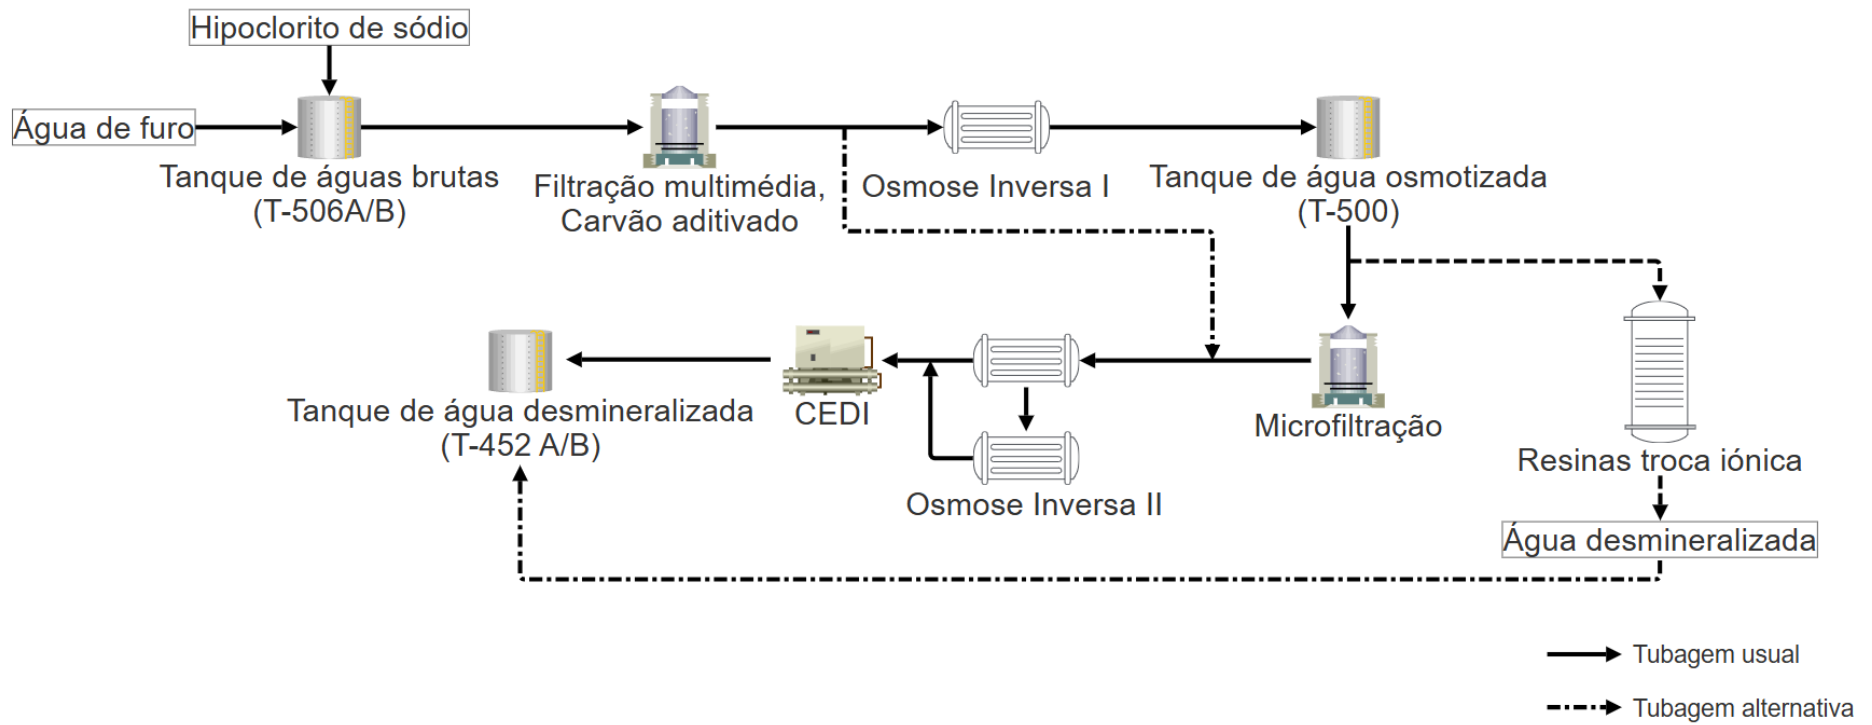 Hipoclorito de sódio
Água de furo
Tanque de águas brutas
(T-506A/B)
Filtração multimédia,
Carvão aditivado
Osmose Inversa I
Tanque de água osmotizada
(T-500)
Tanque de água desmineralizada
(T-452 A/B)
CEDI
Osmose Inversa II
Microfiltração
Resinas troca iónica
Água desmineralizada
Tubagem usual
Tubagem alternativa